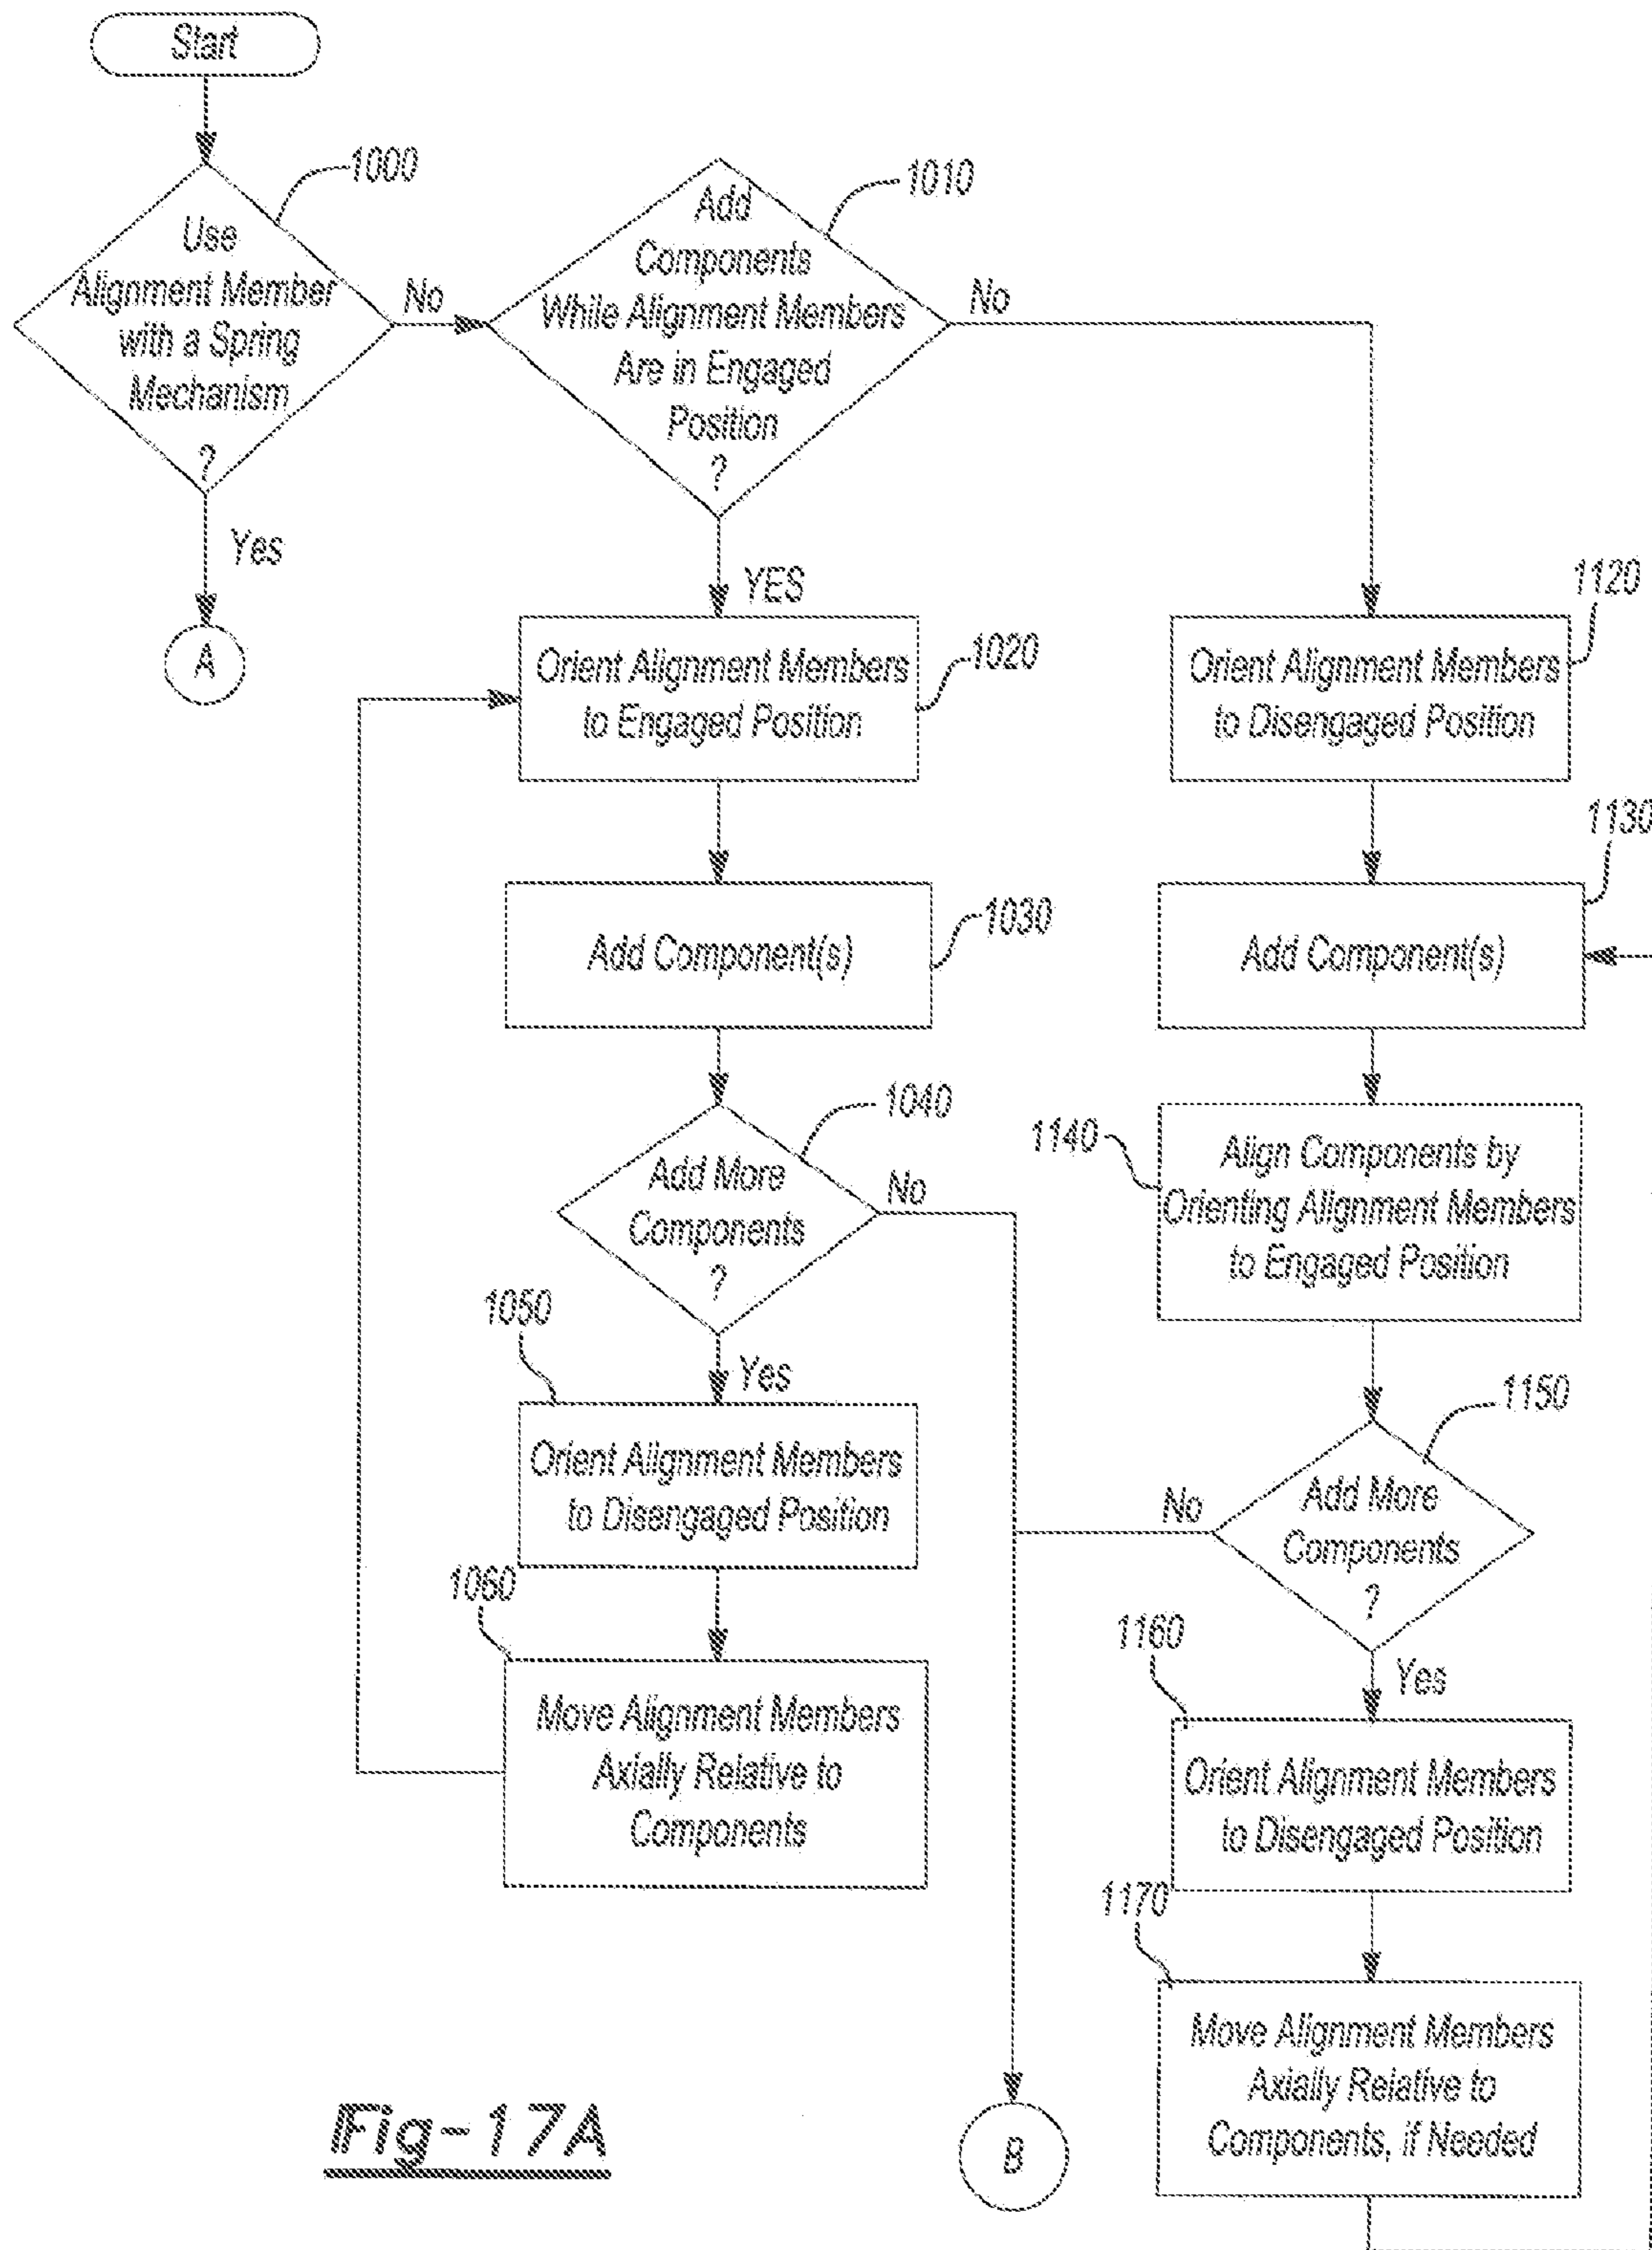 Start
1000
Use
Alignment Member
with a Spring
Mechanism
?
No
Yes
A
1010
Add
Components
While Alignment Members
Are in Engaged
Position
?
No
YES
1020
Orient Alignment Members
to Engaged Position
1030
Add Component(s)
1040
Add More
Components
?
No
Yes
1050
Orient Alignment Members
to Disengaged Position
1060
Move Alignment Members
Axially Relative to
Components
1120
Orient Alignment Members
to Disengaged Position
1130
Add Component(s)
1140
Align Components by
Orienting Alignment Members
to Engaged Position
1150
Add More
Components
?
No
Yes
1160
Orient Alignment Members
to Disengaged Position
1170
Move Alignment Members
Axially Relative to
Components, if Needed
B
Fig-17A